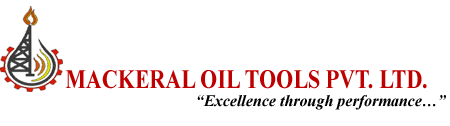 MACKERAL OIL TOOLS PVT. LTD.
“Excellence through performance…”